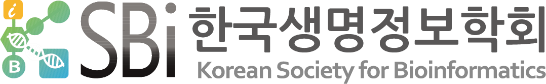 i
B
SBi 한국생명정보학회
Korean Society for Bioinformatics